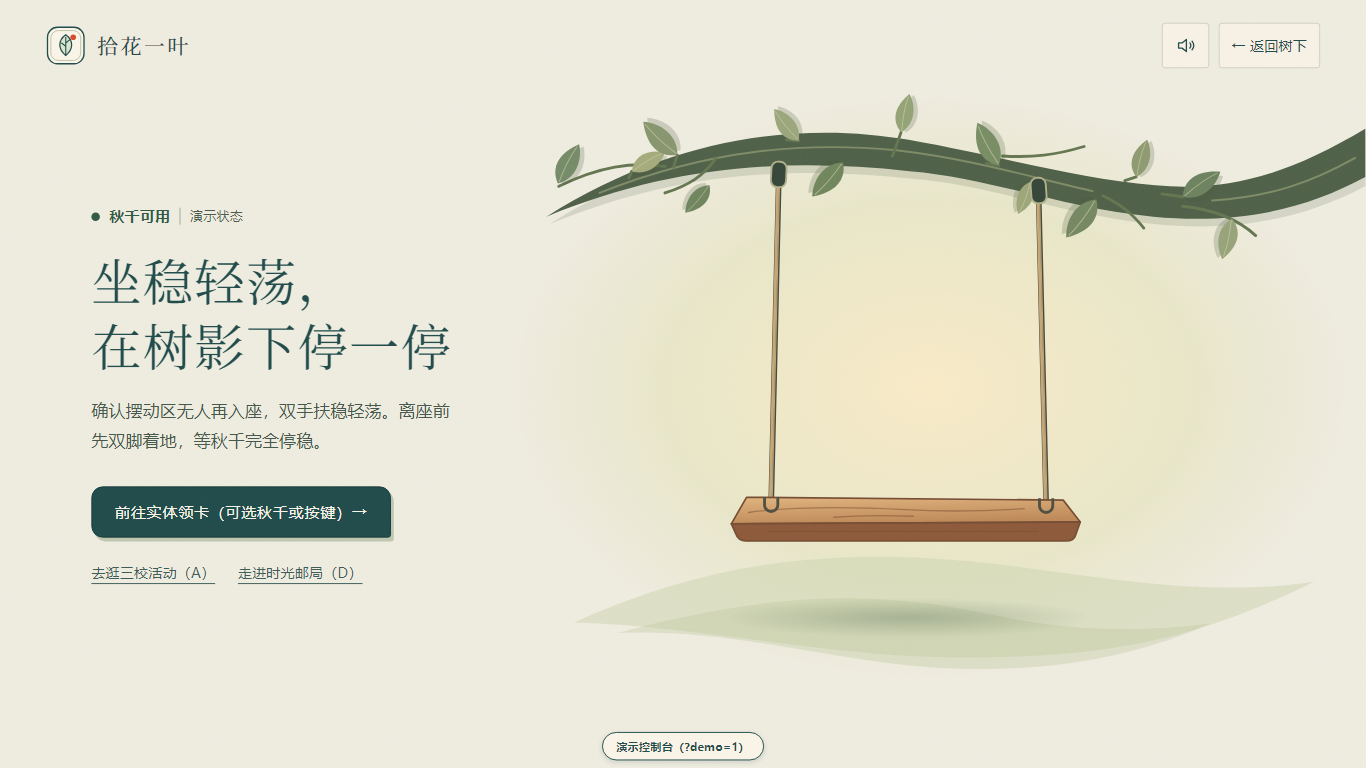 拾花一叶
← 返回树下
秋千可用 演示状态
坐稳轻荡，
在树影下停一停
确认摆动区无人再入座，双手扶稳轻荡。离座前
先双脚着地，等秋千完全停稳。
前往实体领卡（可选秋千或按键）→
去逛三校活动（A） 走进时光邮局（D）
演示控制台（?demo=1）